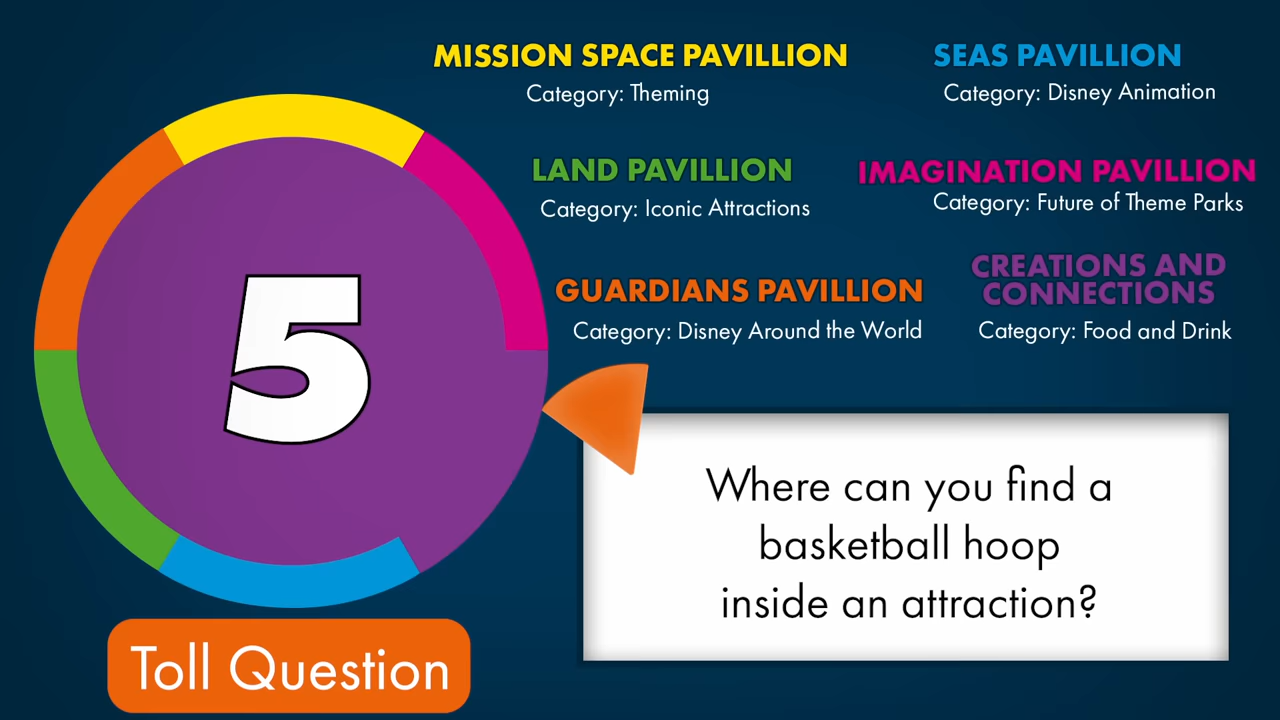 MISSION SPACE PAVILLION
Category: Theming
SEAS PAVILLION
Category: Disney Animation
LAND PAVILLION
Category: Iconic Attractions
IMAGINATION PAVILLION
Category: Future of Theme Parks
GUARDIANS PAVILLION
Category: Disney Around the World
CREATIONS AND
CONNECTIONS
Category: Food and Drink
5
Where can you find a
basketball hoop
inside an attraction?
Toll Question